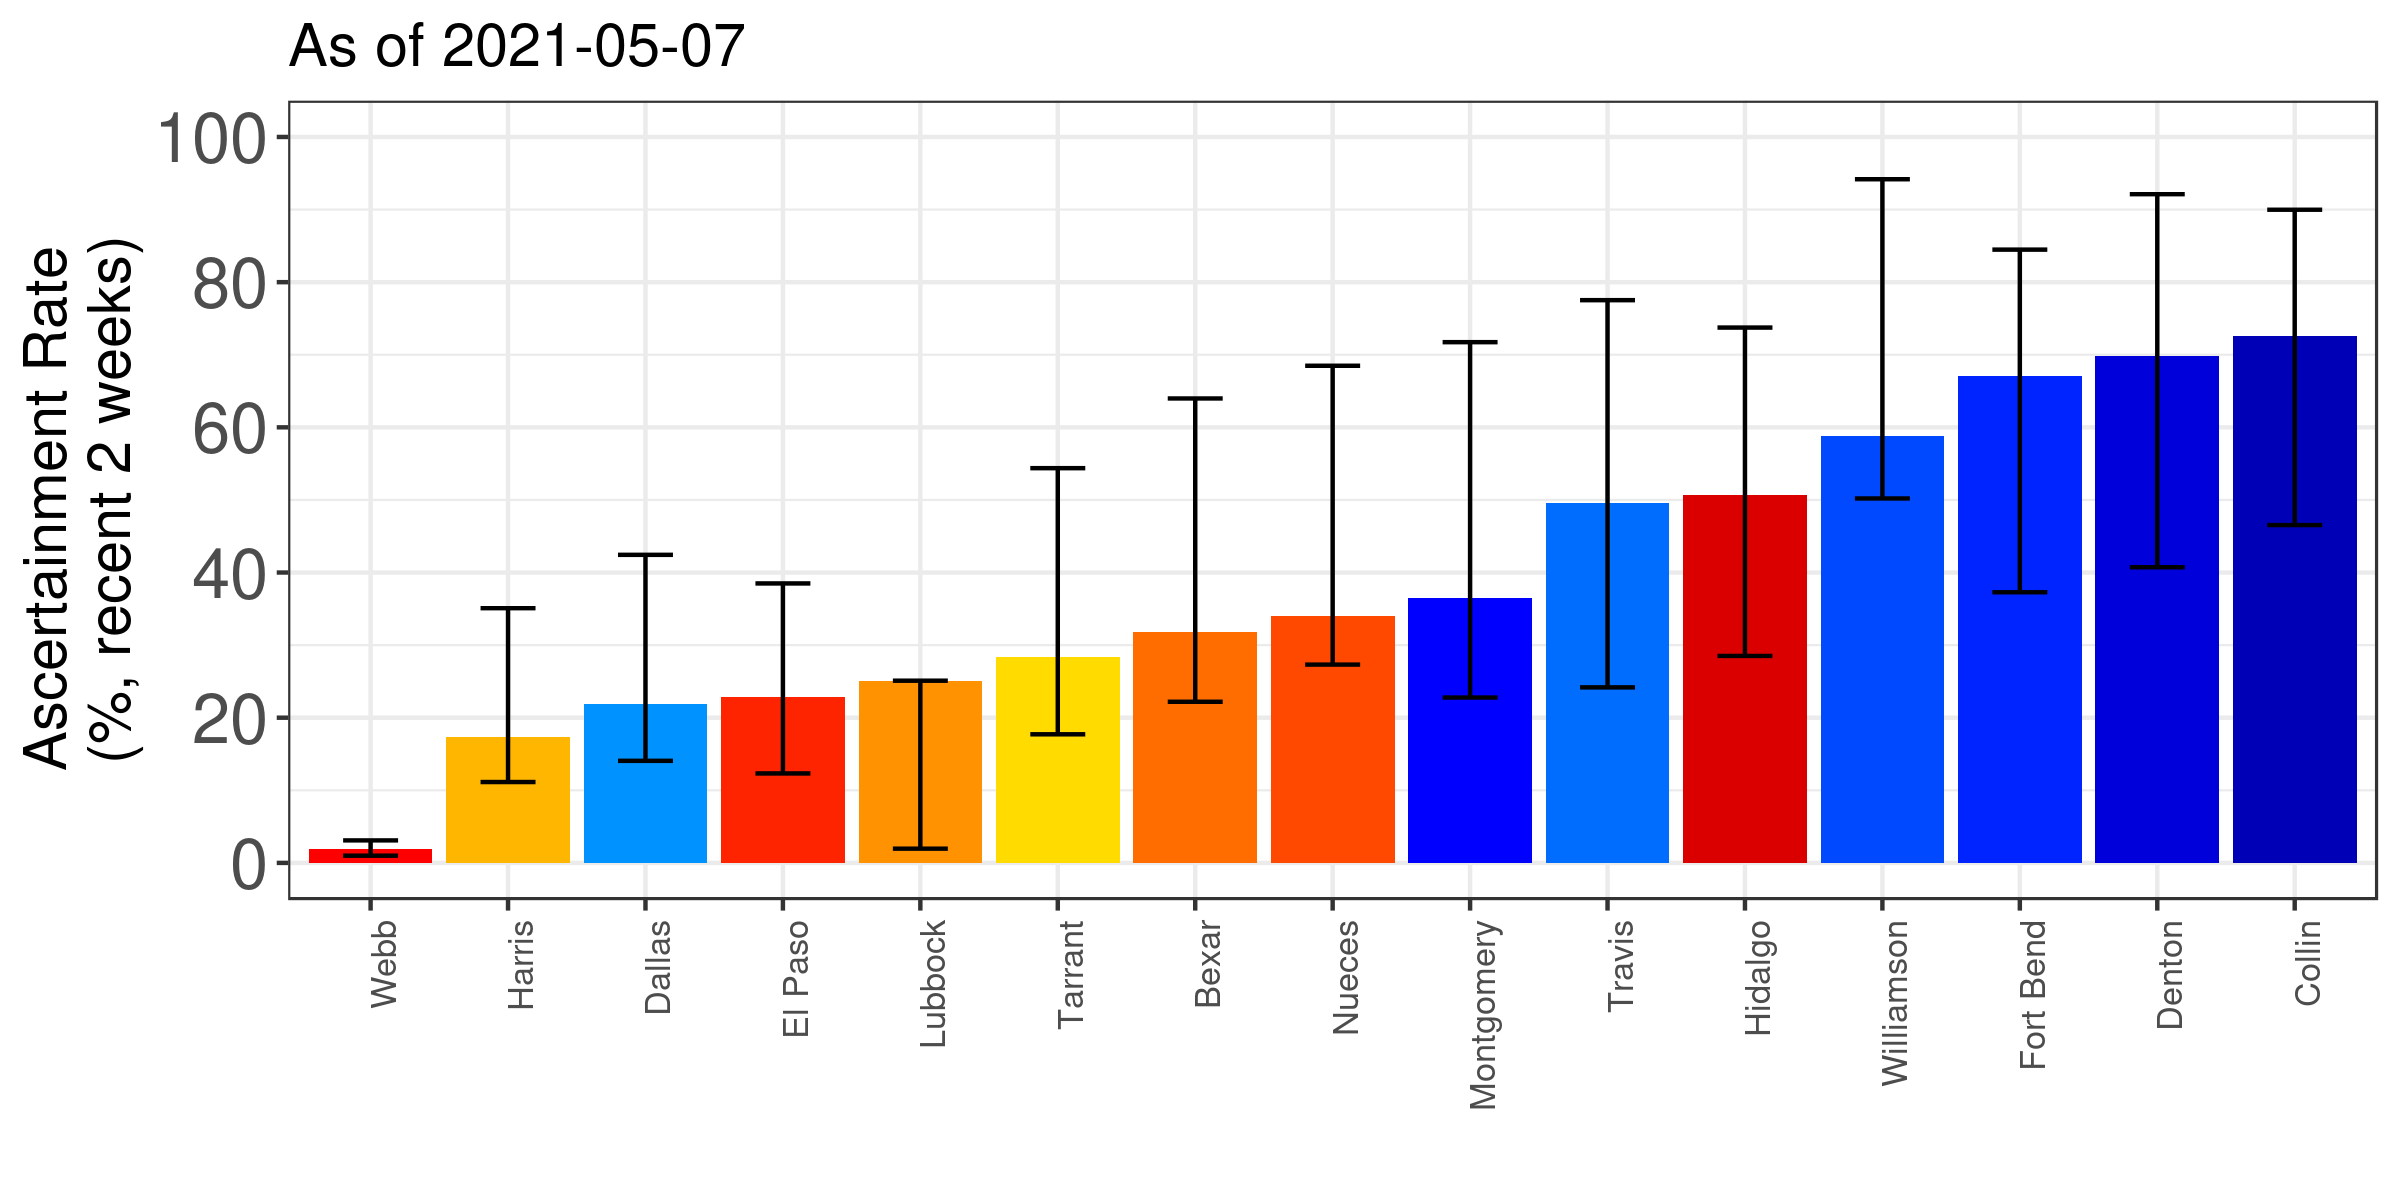 As of 2021-05-07
Ascertainment Rate
(%, recent 2 weeks)
100
80
60
40
20
0
Webb
Harris
Dallas
El Paso
Lubbock
Tarrant
Bexar
Nueces
Montgomery
Travis
Hidalgo
Williamson
Fort Bend
Denton
Collin